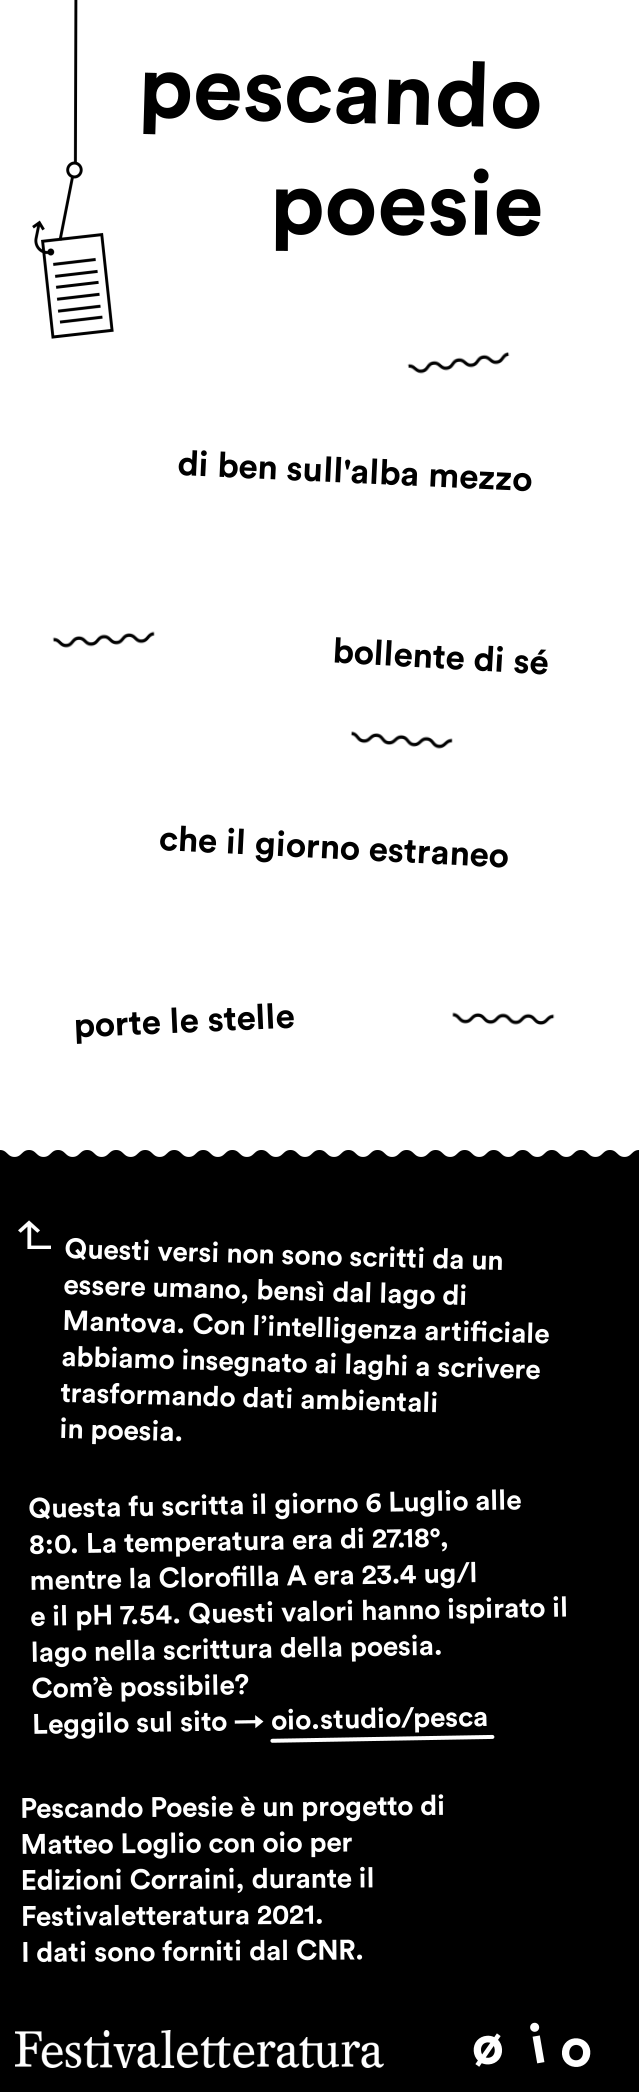 pescando
poesie
di ben sull'alba mezzo
bollente di sé
che il giorno estraneo
porte le stelle
Questi versi non sono scritti da un
essere umano, bensì dal lago di
Mantova. Con l’intelligenza artificiale
abbiamo insegnato ai laghi a scrivere
trasformando dati ambientali
in poesia.
Questa fu scritta il giorno 6 Luglio alle
8:0. La temperatura era di 27.18°,
mentre la Clorofilla A era 23.4 ug/l
e il pH 7.54. Questi valori hanno ispirato il
lago nella scrittura della poesia.
Com’è possibile?
Leggilo sul sito → oio.studio/pesca
Pescando Poesie è un progetto di
Matteo Loglio con oio per
Edizioni Corraini, durante il
Festivaletteratura 2021.
I dati sono forniti dal CNR.
Festivaletteratura
øio